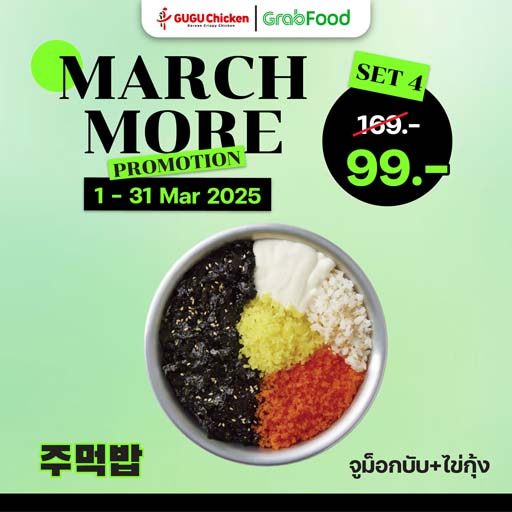 GUGU Chicken
Korean Crispy Chicken
GrabFood
MARCH
MORE
PROMOTION
1 - 31 Mar 2025
SET 4
169.-
99.-
주먹밥
จูม็อกบับ+ไข่กุ้ง